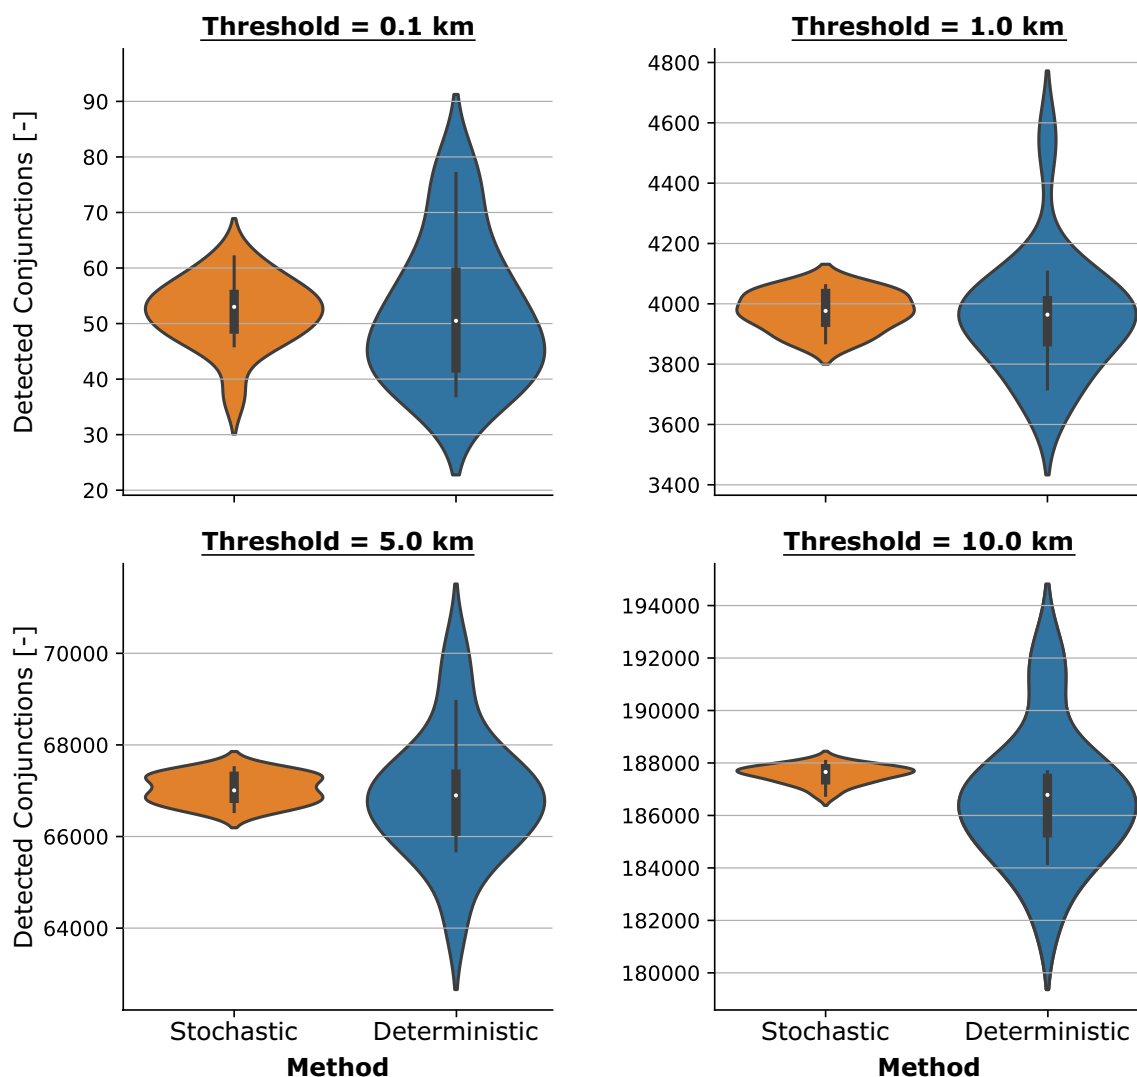 Threshold = 0.1 km
Detected Conjunctions [-]
90
80
70
60
50
40
30
20
Threshold = 1.0 km
4800
4600
4400
4200
4000
3800
3600
3400
Threshold = 5.0 km
Detected Conjunctions [-]
70000
68000
66000
64000
Stochastic Deterministic
Method
Threshold = 10.0 km
194000
192000
190000
188000
186000
184000
182000
180000
Stochastic Deterministic
Method